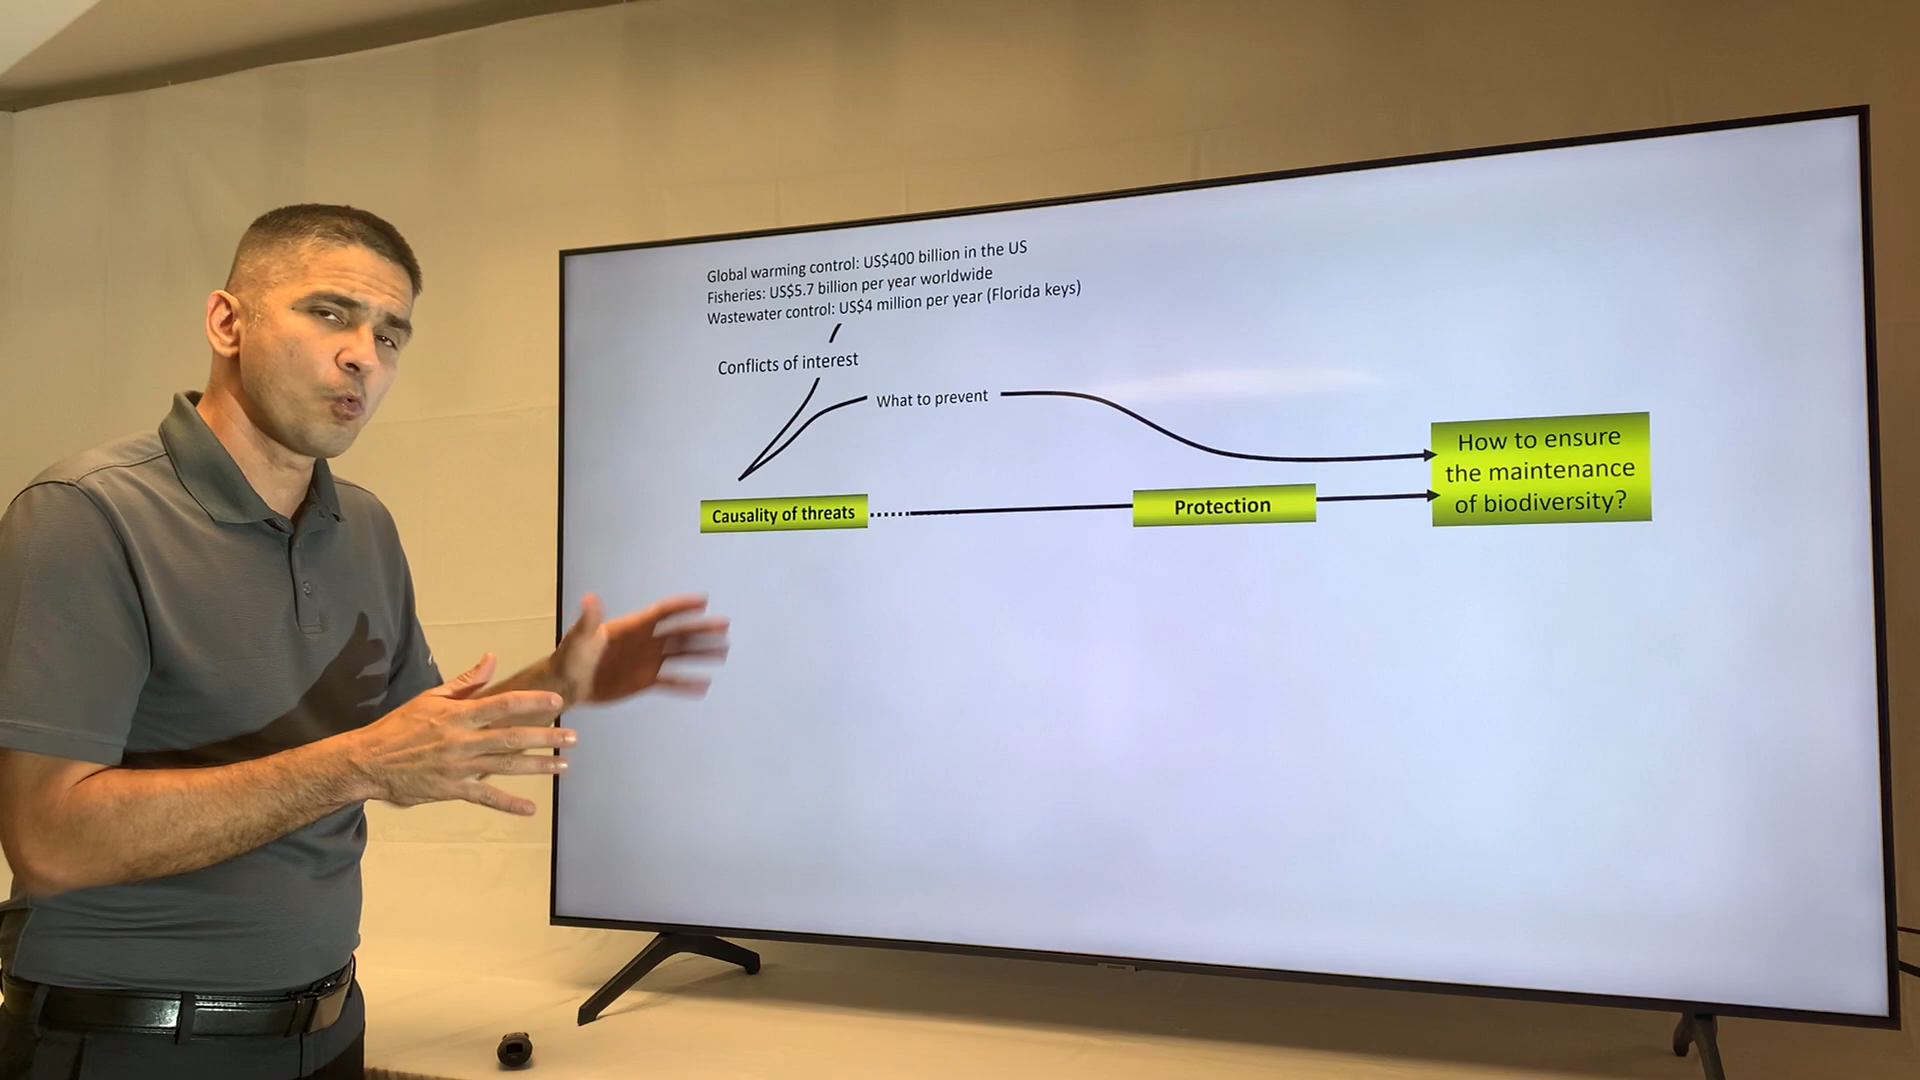 Global warming control: US$400 billion in the US
Fisheries: US$5.7 billion per year worldwide
Wastewater control: US$4 million per year (Florida keys)
Conflicts of interest
What to prevent
Causality of threats
Protection
How to ensure
the maintenance
of biodiversity?